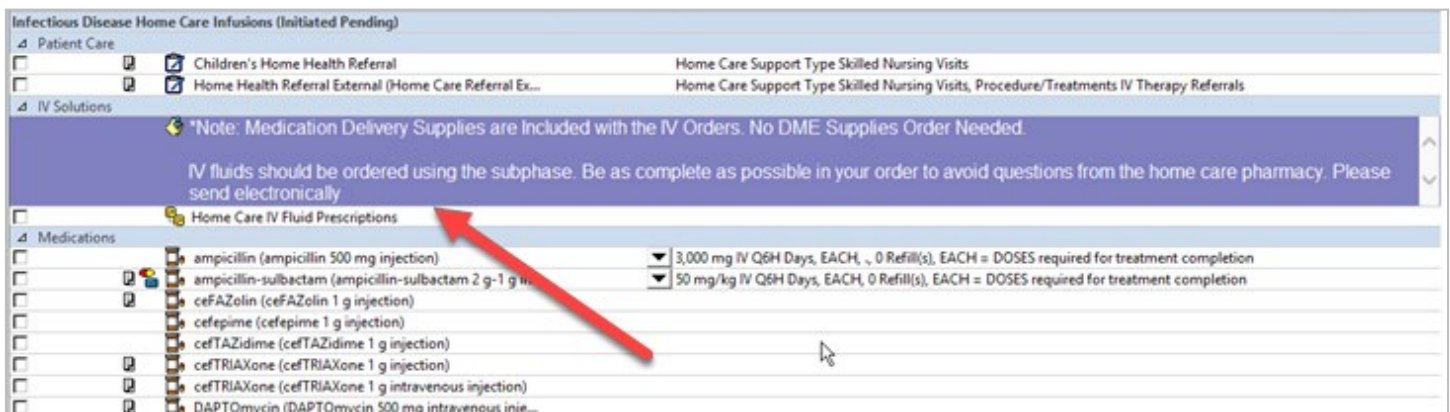 Infectious Disease Home Care Infusions (Initiated Pending)
Patient Care
Children's Home Health Referral Home Care Support Type Skilled Nursing Visits
Home Health Referral External (Home Care Referral Ex... Home Care Support Type Skilled Nursing Visits, Procedure/Treatments IV Therapy Referrals
IV Solutions
*Note: Medication Delivery Supplies are Included with the IV Orders. No DME Supplies Order Needed.
IV fluids should be ordered using the subphase. Be as complete as possible in your order to avoid questions from the home care pharmacy. Please
send electronically
Home Care IV Fluid Prescriptions
Medications
ampicillin (ampicillin 500 mg injection) 3,000 mg IV Q6H Days, EACH, ., 0 Refill(s), EACH = DOSES required for treatment completion
ampicillin-sulbactam (ampicillin-sulbactam 2 g-1 g 50 mg/kg IV Q6H Days, EACH, 0 Refill(s), EACH = DOSES required for treatment completion
ceFAZolin (ceFAZolin 1 g injection)
cefepime (cefepime 1 g injection)
cefTAZidime (cefTAZidime 1 g injection)
cefTRIAXone (cefTRIAXone 1 g injection)
cefTRIAXone (cefTRIAXone 1 g intravenous injection)
DAPTOmycin (DAPTOmycin 500 mg intravenous inje...